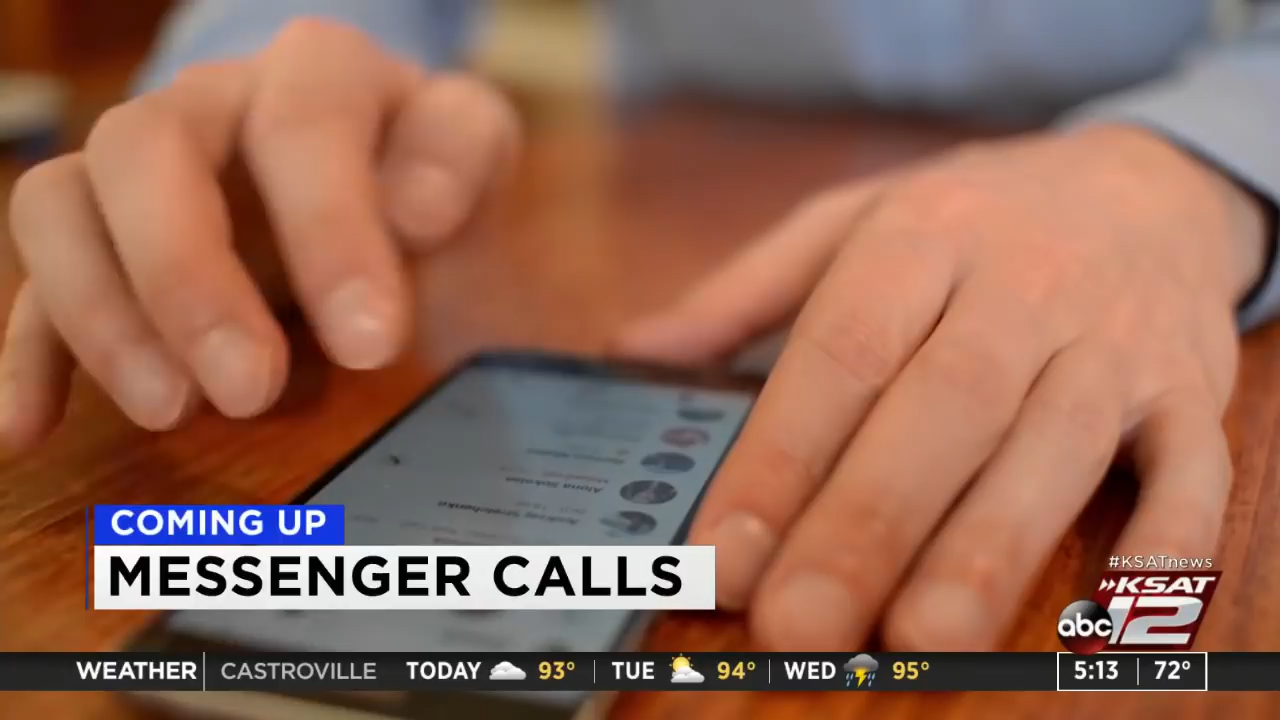 COMING UP
MESSENGER CALLS
#KSATnews
KSAT
abc 12
WEATHER CASTROVILLE TODAY 93° TUE 94° WED 95° 5:13 72°